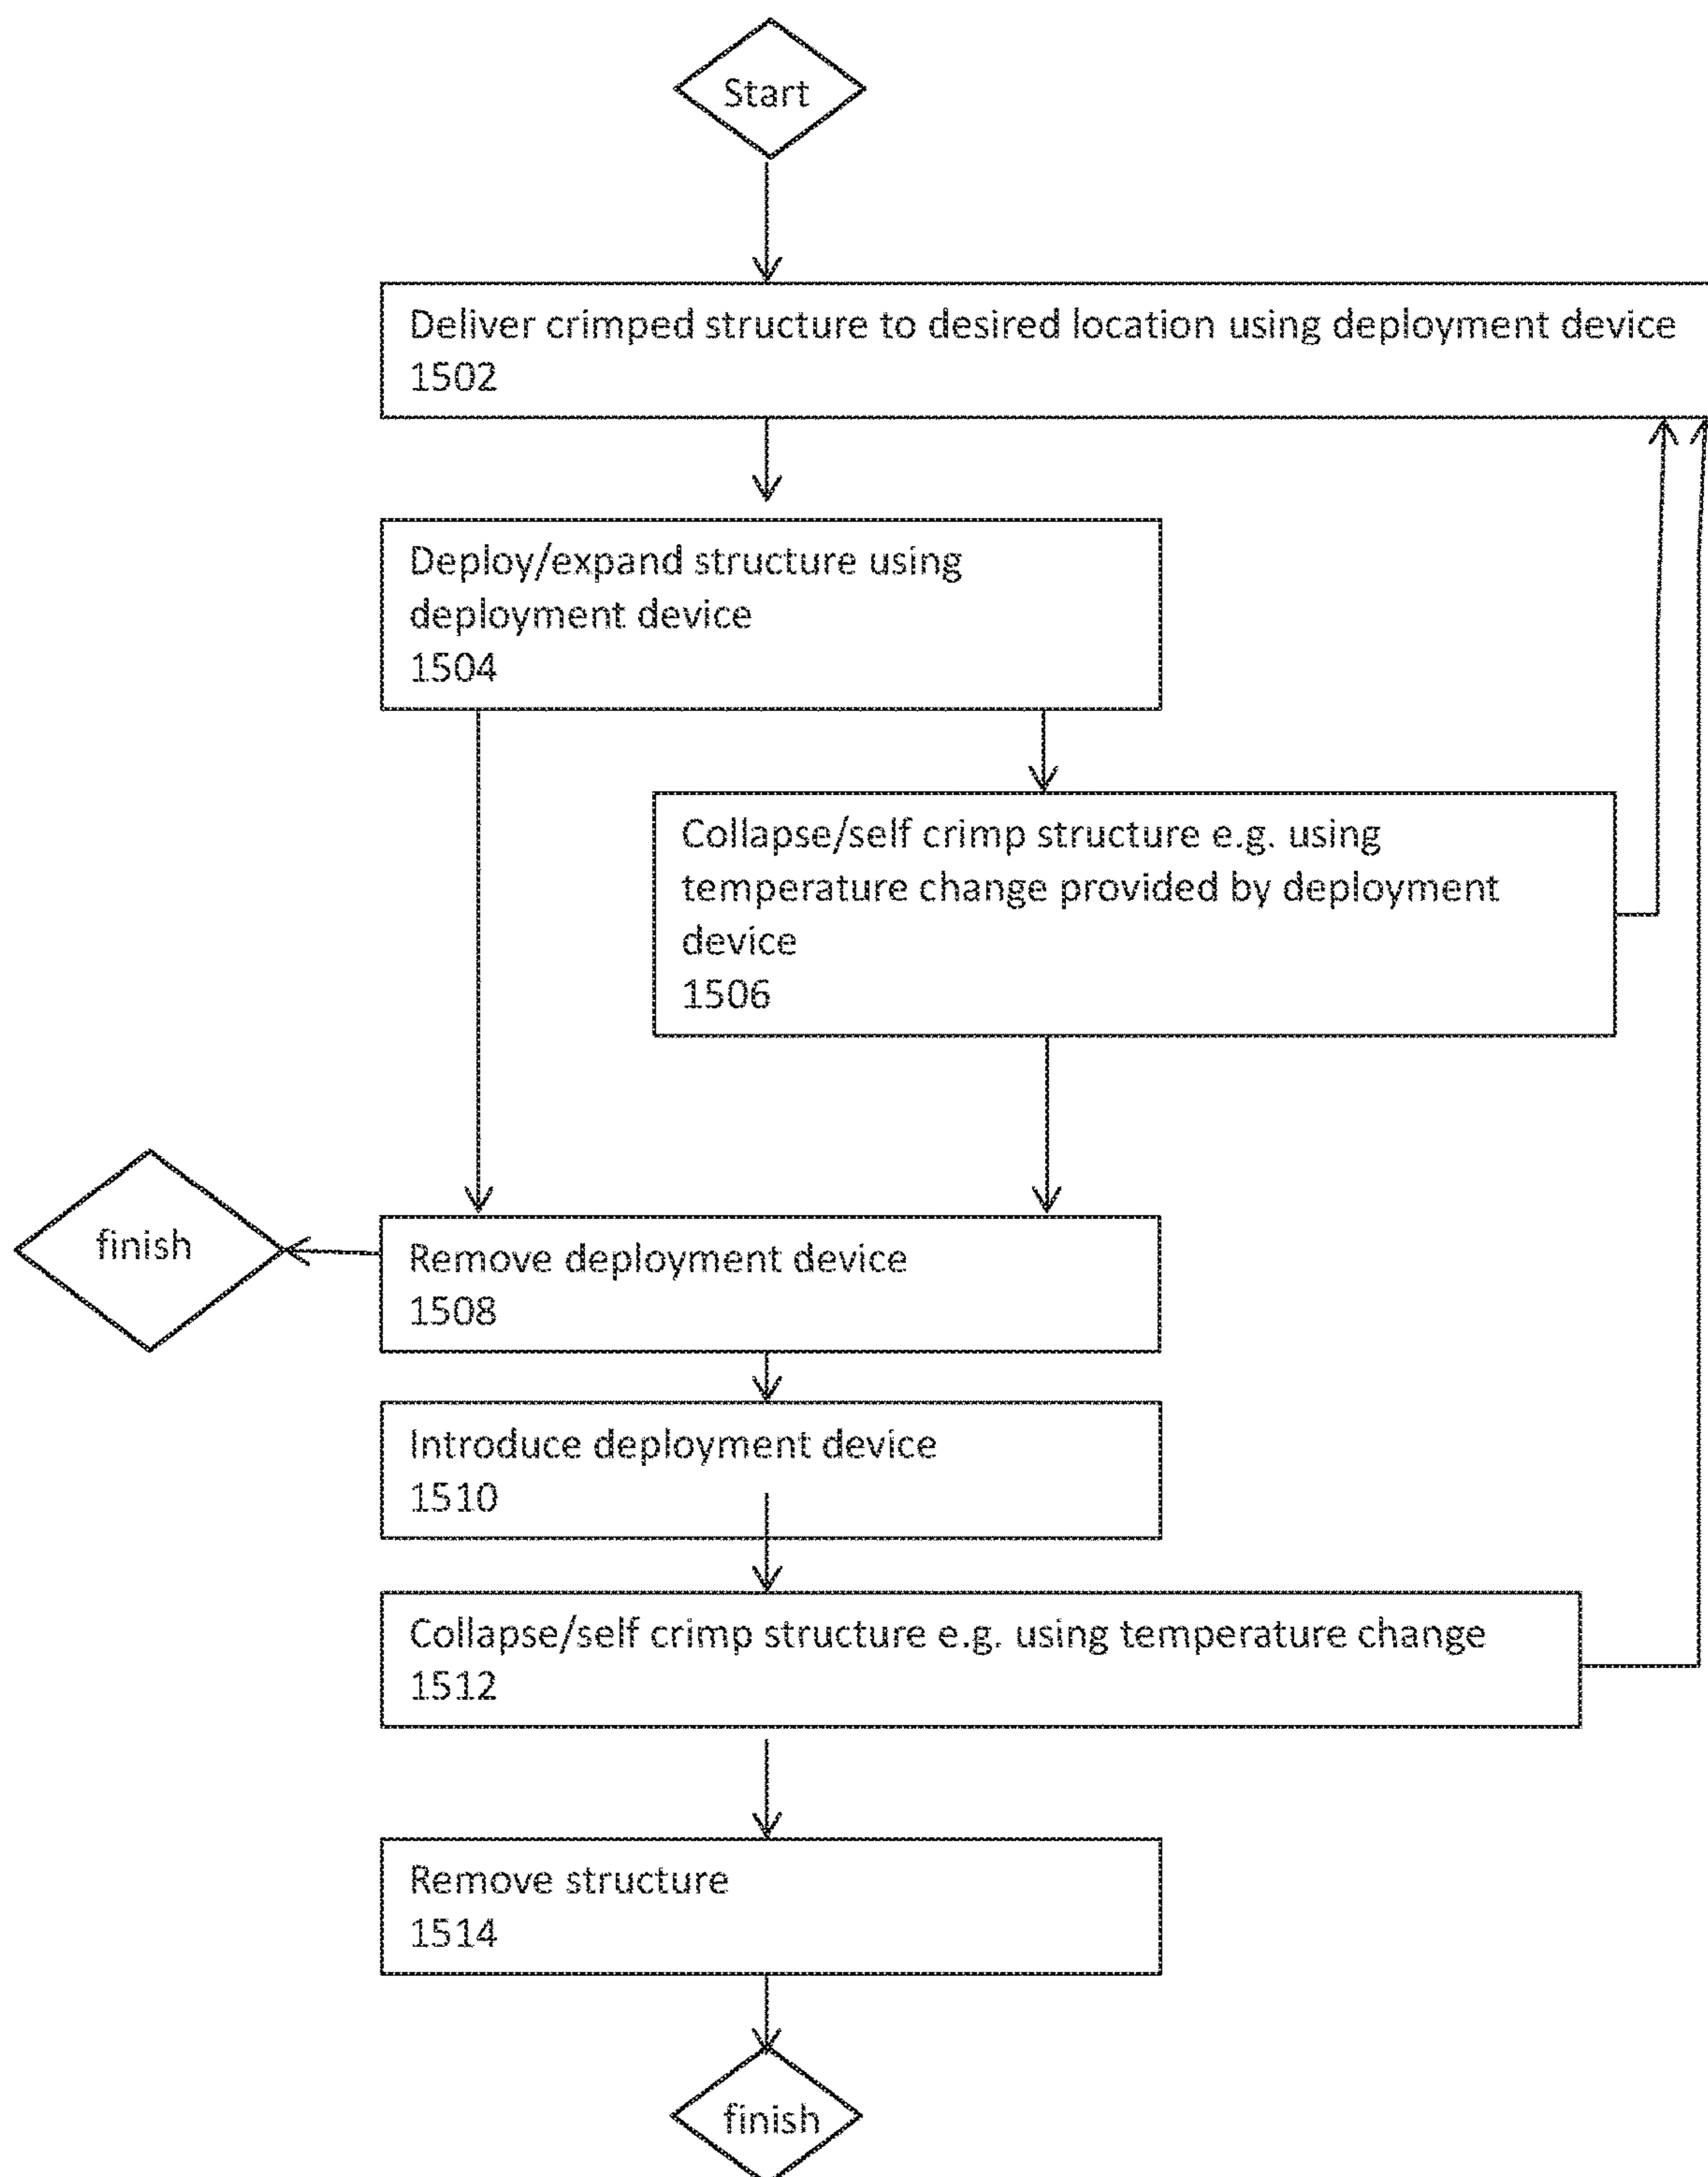 Start
Deliver crimped structure to desired location using deployment device
1502
Deploy/expand structure using
deployment device
1504
Collapse/self crimp structure e.g. using
temperature change provided by deployment
device
1506
finish
Remove deployment device
1508
Introduce deployment device
1510
Collapse/self crimp structure e.g. using temperature change
1512
Remove structure
1514
finish